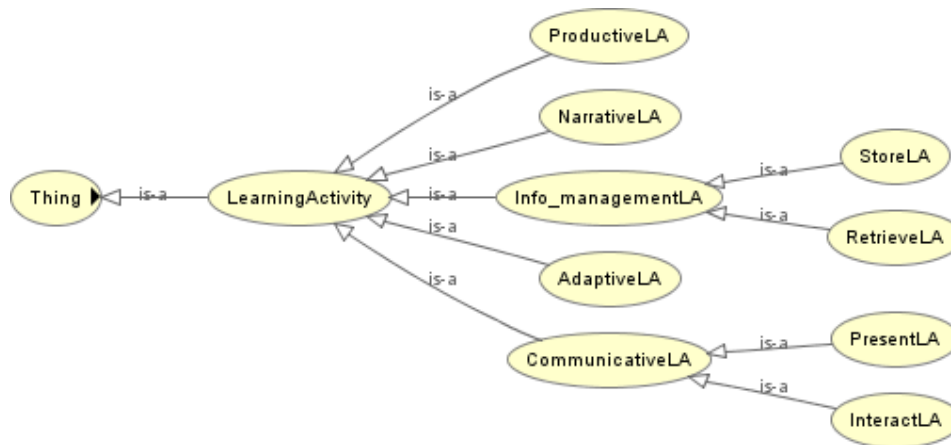 ProductiveLA
is-a
NarrativeLA
is-a
StoreLA
is-a
Thing
is-a
LearningActivity
is-a
Info_managementLA
is-a
RetrieveLA
is-a
AdaptiveLA
is-a
CommunicativeLA
is-a
PresentLA
is-a
InteractLA